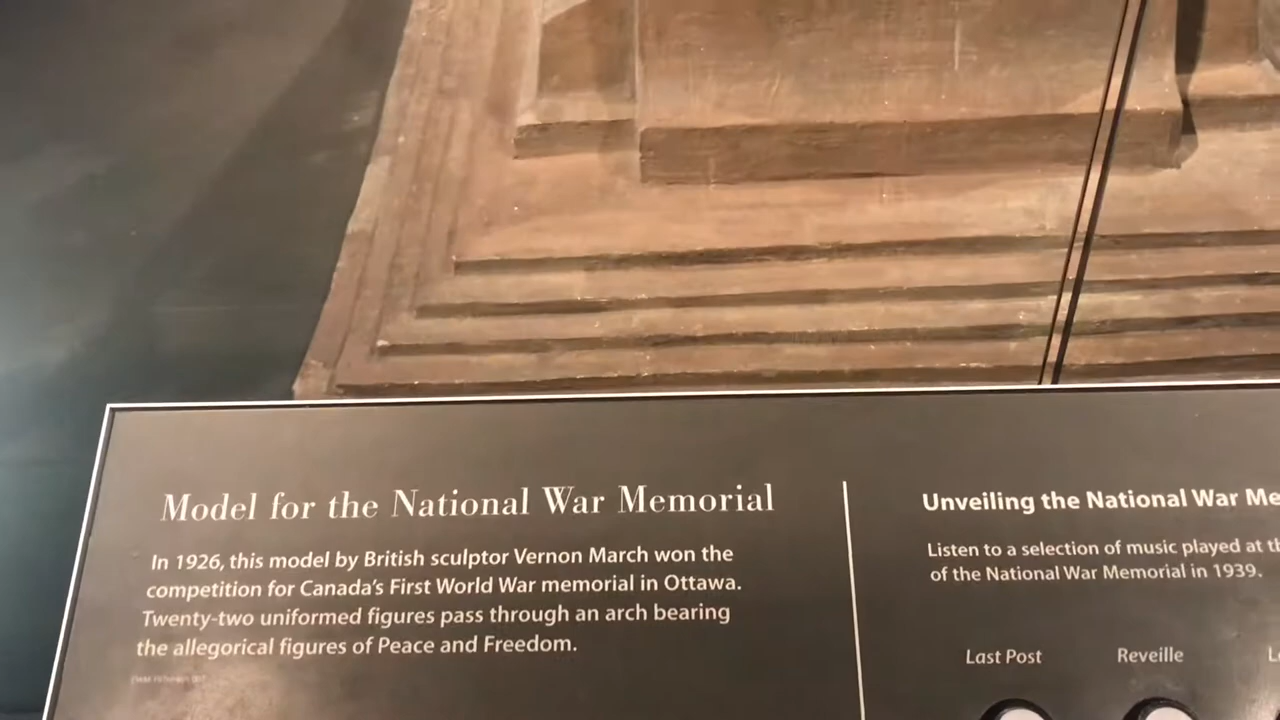 Model for the National War Memorial
In 1926, this model by British sculptor Vernon March won the
competition for Canada's First World War memorial in Ottawa.
Twenty-two uniformed figures pass through an arch bearing
the allegorical figures of Peace and Freedom.
Unveiling the National War
Listen to a selection of music played at
of the National War Memorial in 1939.
Last Post
Reveille